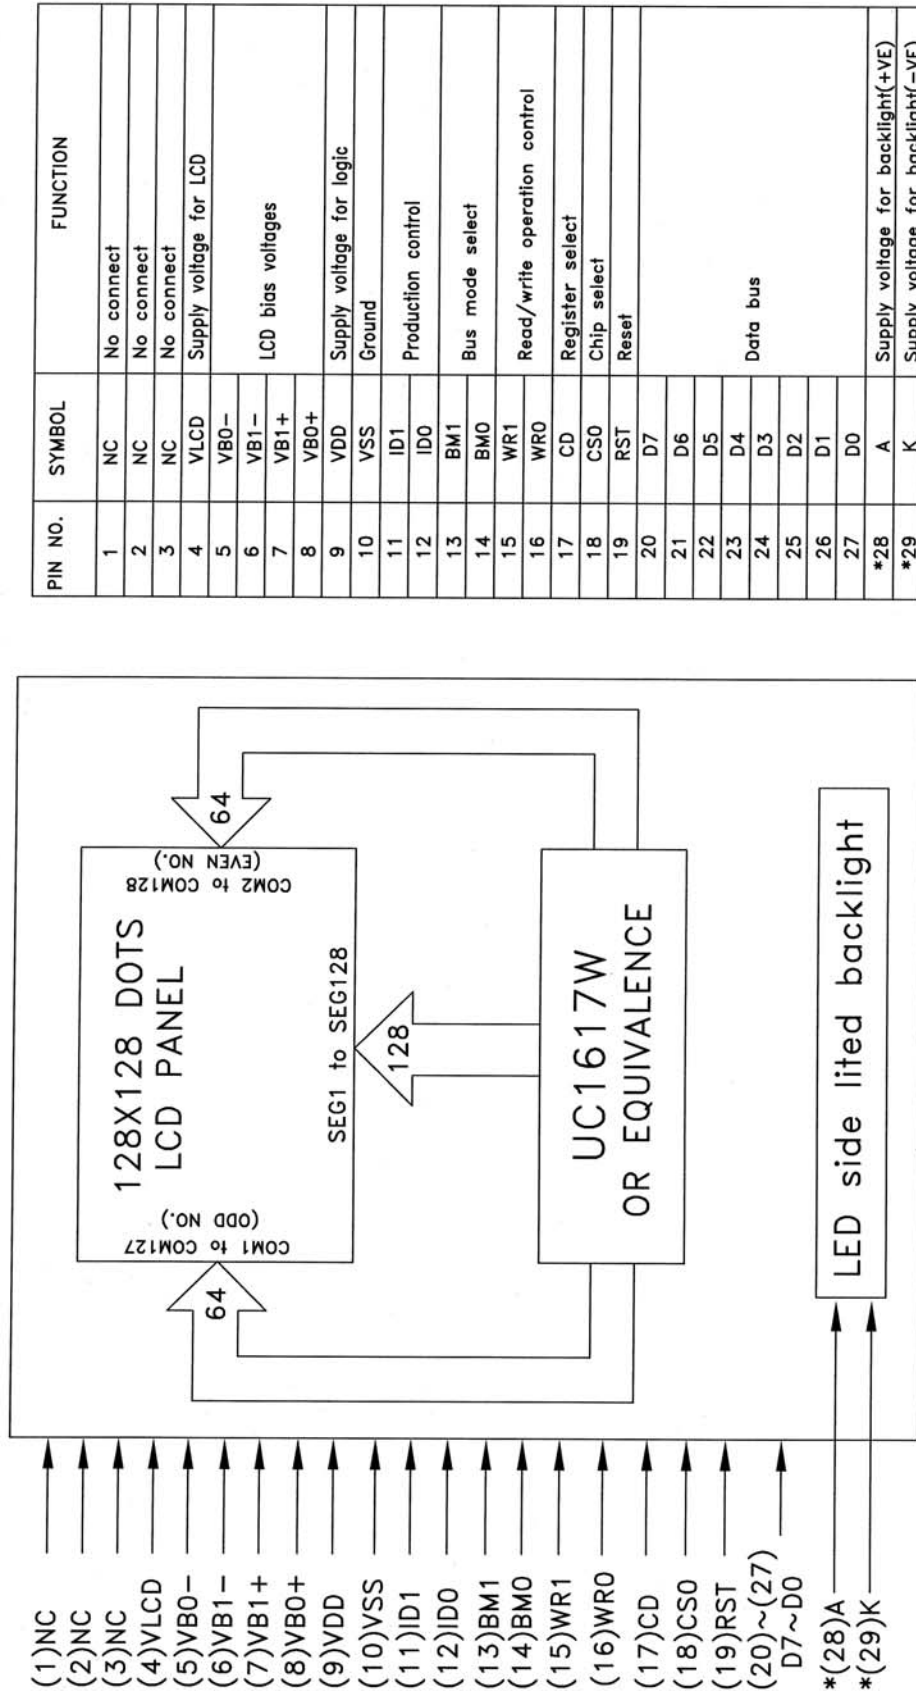 (1)NC
(2)NC
(3)NC
(4)VLCD
(5)VB0−
(6)VB1−
(7)VB1+
(8)VB0+
(9)VDD
(10)VSS
(11)ID1
(12)ID0
(13)BM1
(14)BM0
(15)WR1
(16)WR0
(17)CD
(18)CS0
(19)RST
(20)~(27)
D7~D0
*(28)A
*(29)K
128X128 DOTS
LCD PANEL
COM1 to COM127
(ODD NO.)
COM2 to COM128
(EVEN NO.)
SEG1 to SEG128
64
128
64
UC1617W
OR EQUIVALENCE
LED side lited backlight
PIN NO. SYMBOL FUNCTION
1 NC No connect
2 NC No connect
3 NC No connect
4 VLCD Supply voltage for LCD
5 VB0−
6 VB1−
LCD bias voltages
7 VB1+
8 VB0+
9 VDD Supply voltage for logic
10 VSS Ground
11 ID1
Production control
12 ID0
13 BM1
Bus mode select
14 BM0
15 WR1
Read/write operation control
16 WR0
17 CD Register select
18 CS0 Chip select
19 RST Reset
20 D7
21 D6
22 D5
23 D4
Data bus
24 D3
25 D2
26 D1
27 D0
*28 A Supply voltage for backlight(+VE)
*29 K Supply voltage for backlight(−VE)